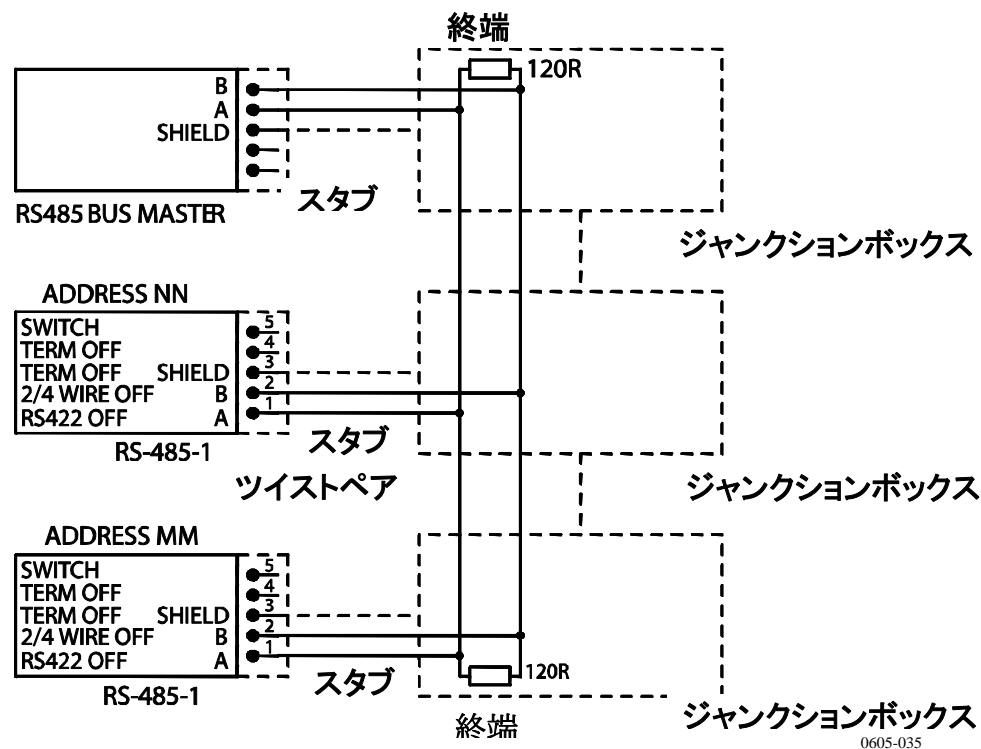 終端
120R
B
A
SHIELD
スタブ
RS485 BUS MASTER
ジャンクションボックス
ADDRESS NN
SWITCH
TERM OFF
TERM OFF SHIELD
2/4 WIRE OFF B
RS422 OFF A
5
4
3
2
1
RS-485-1
スタブ
ツイストペア
ジャンクションボックス
ADDRESS MM
SWITCH
TERM OFF
TERM OFF SHIELD
2/4 WIRE OFF B
RS422 OFF A
5
4
3
2
1
RS-485-1
スタブ
120R
終端
ジャンクションボックス
0605-035